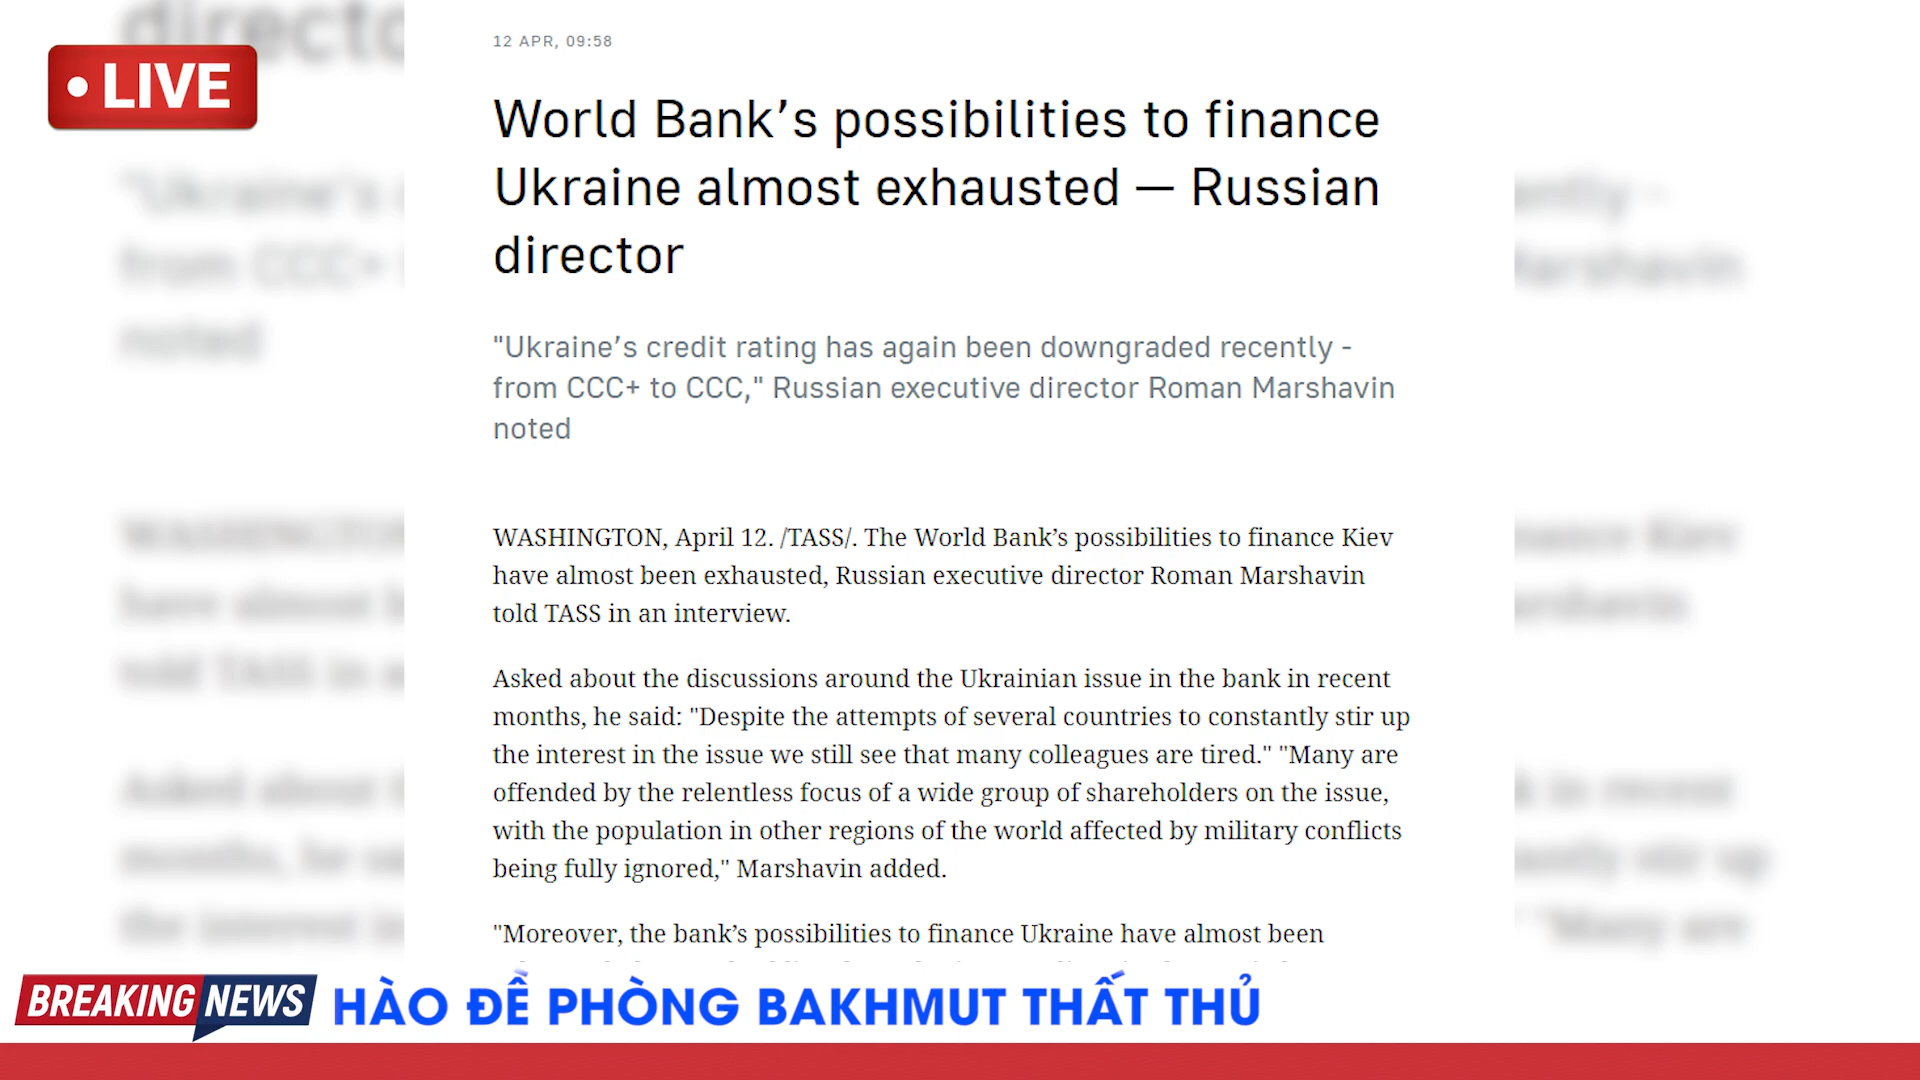 LIVE
12 APR, 09:58
World Bank’s possibilities to finance
Ukraine almost exhausted — Russian
director
"Ukraine’s credit rating has again been downgraded recently -
from CCC+ to CCC," Russian executive director Roman Marshavin
noted
WASHINGTON, April 12. /TASS/. The World Bank’s possibilities to finance Kiev
have almost been exhausted, Russian executive director Roman Marshavin
told TASS in an interview.
Asked about the discussions around the Ukrainian issue in the bank in recent
months, he said: "Despite the attempts of several countries to constantly stir up
the interest in the issue we still see that many colleagues are tired." "Many are
offended by the relentless focus of a wide group of shareholders on the issue,
with the population in other regions of the world affected by military conflicts
being fully ignored," Marshavin added.
"Moreover, the bank’s possibilities to finance Ukraine have almost been
BREAKING NEWS HÀO ĐỀ PHÒNG BAKHMUT THẤT THỦ